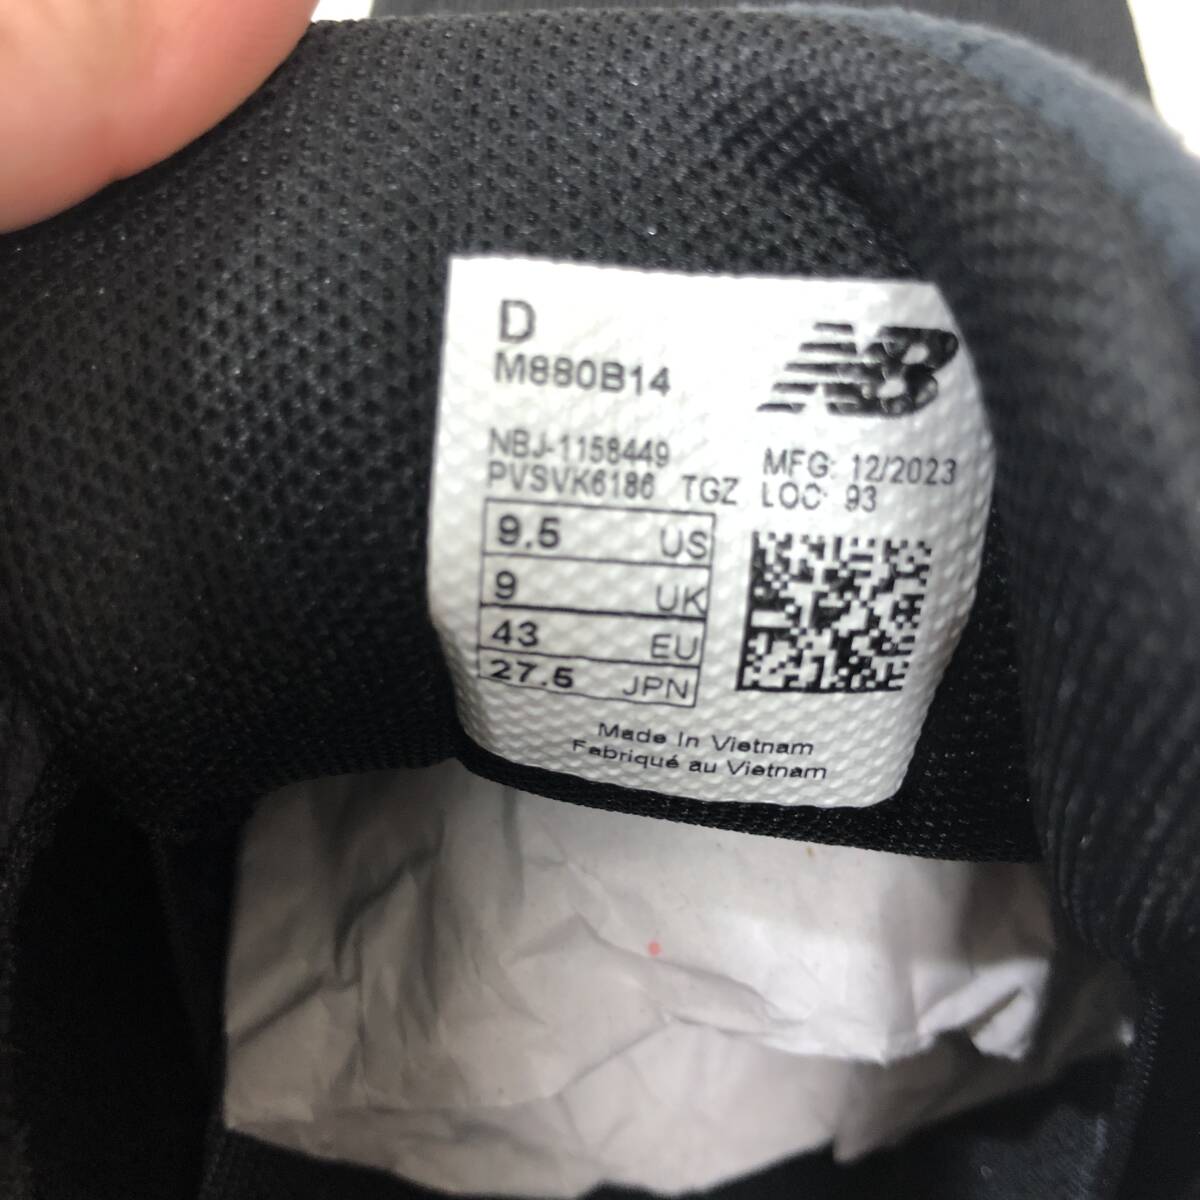 D
M880B14
NB
NBJ-1158449
PVSVK6186 TGZ
MFG: 12/2023
LOC: 93
9.5 US
9 UK
43 EU
27.5 JPN
Made In Vietnam
Fabriqué au Vietnam